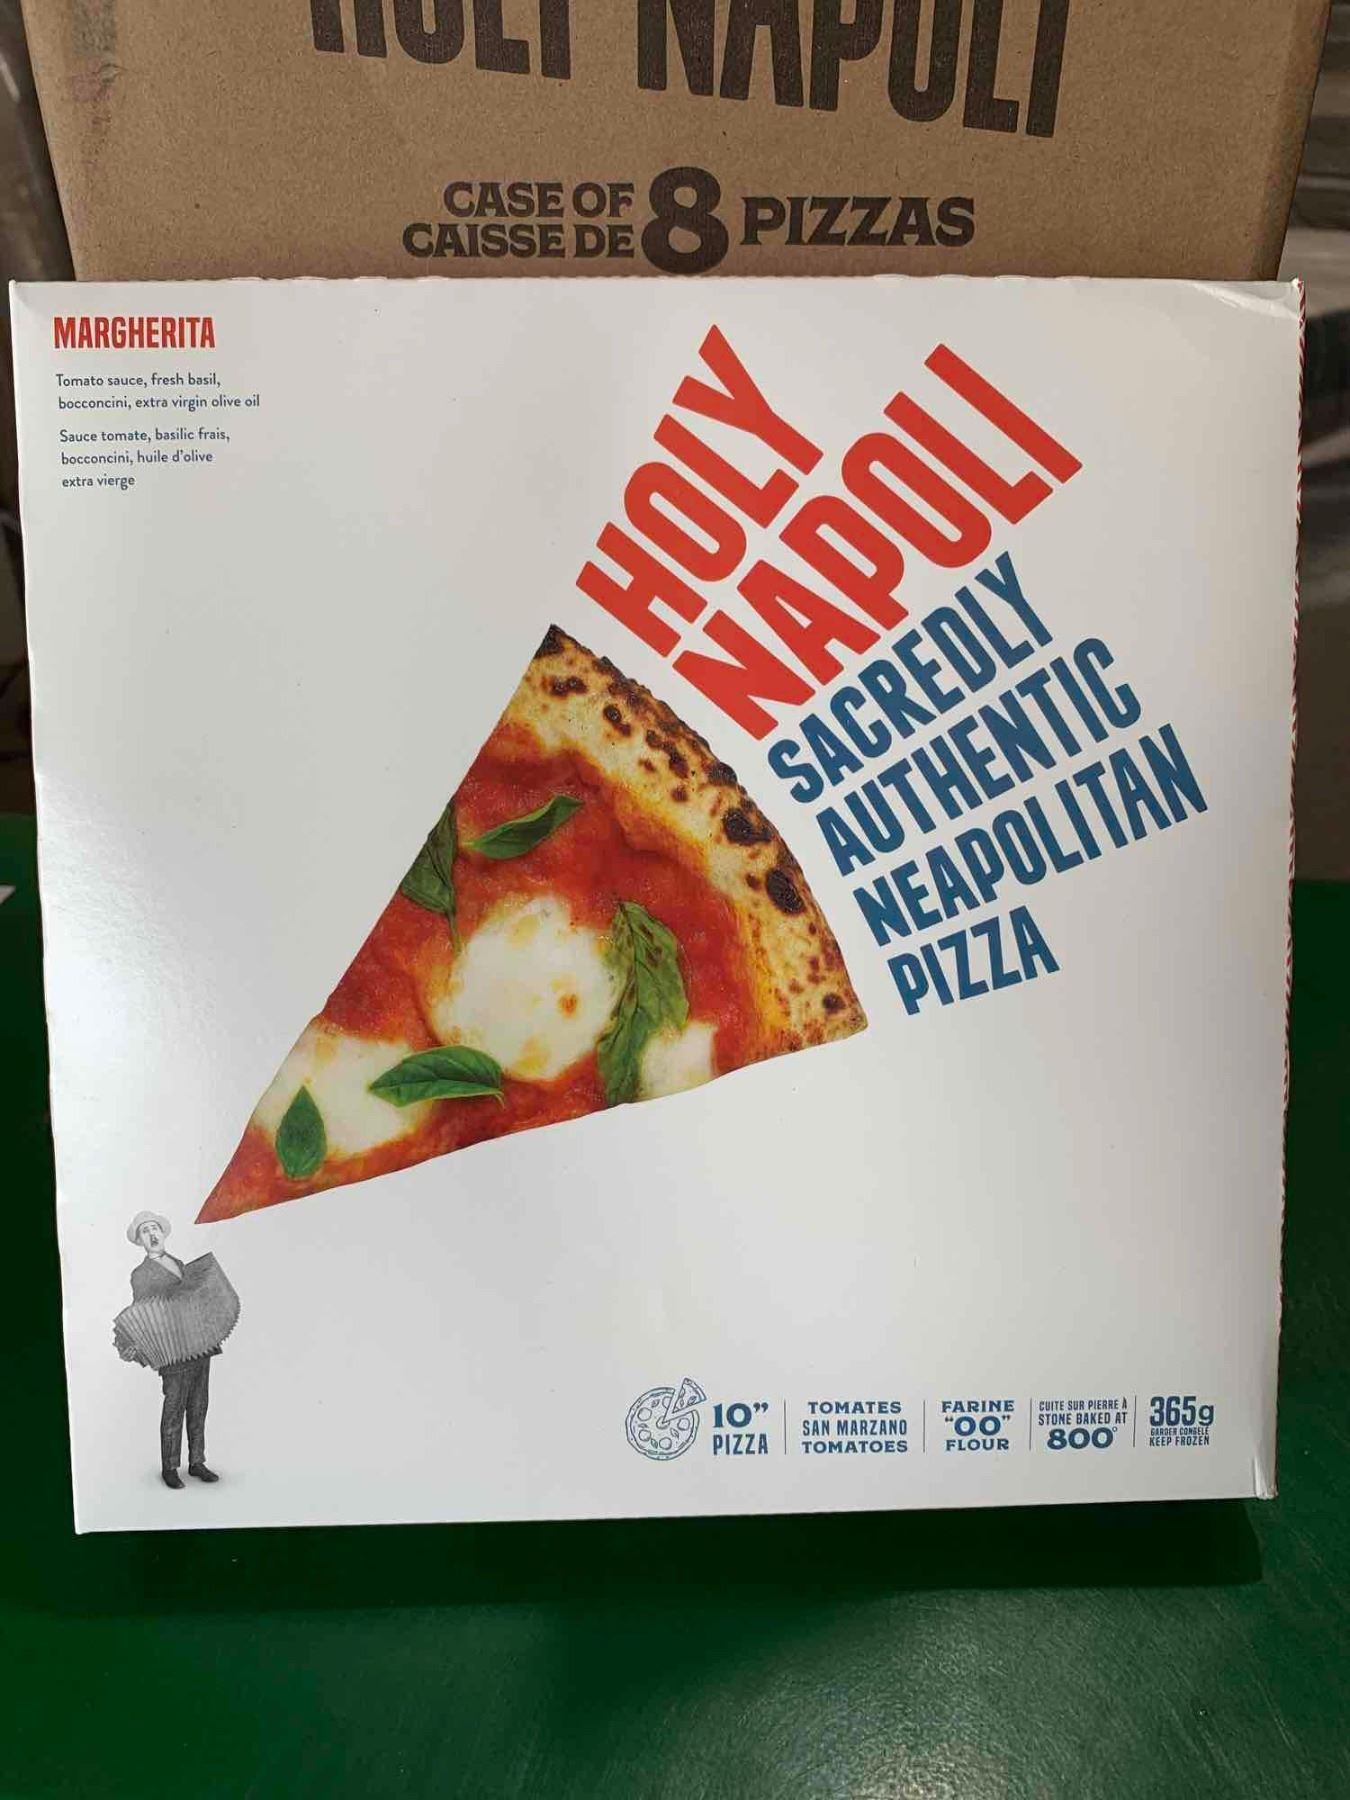 HOLY NAPOLI
CASE OF
CAISSE DE
8 PIZZAS
MARGHERITA
Tomato sauce, fresh basil,
bocconcini, extra virgin olive oil
Sauce tomate, basilic frais,
bocconcini, huile d'olive
extra vierge
HOLY
NAPOLI
SACREDLY
AUTHENTIC
NEAPOLITAN
PIZZA
10”
PIZZA
TOMATES
SAN MARZANO
TOMATOES
FARINE
“OO”
FLOUR
CUITE SUR PIERRE À
STONE BAKED AT
800°
365g
GARDER CONGELÉ
KEEP FROZEN